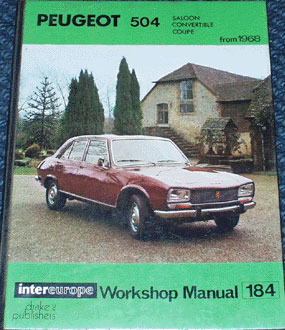 PEUGEOT 504
SALOON
CONVERTIBLE
COUPE
from 1968
intereurope Workshop Manual 184
drake
publishers